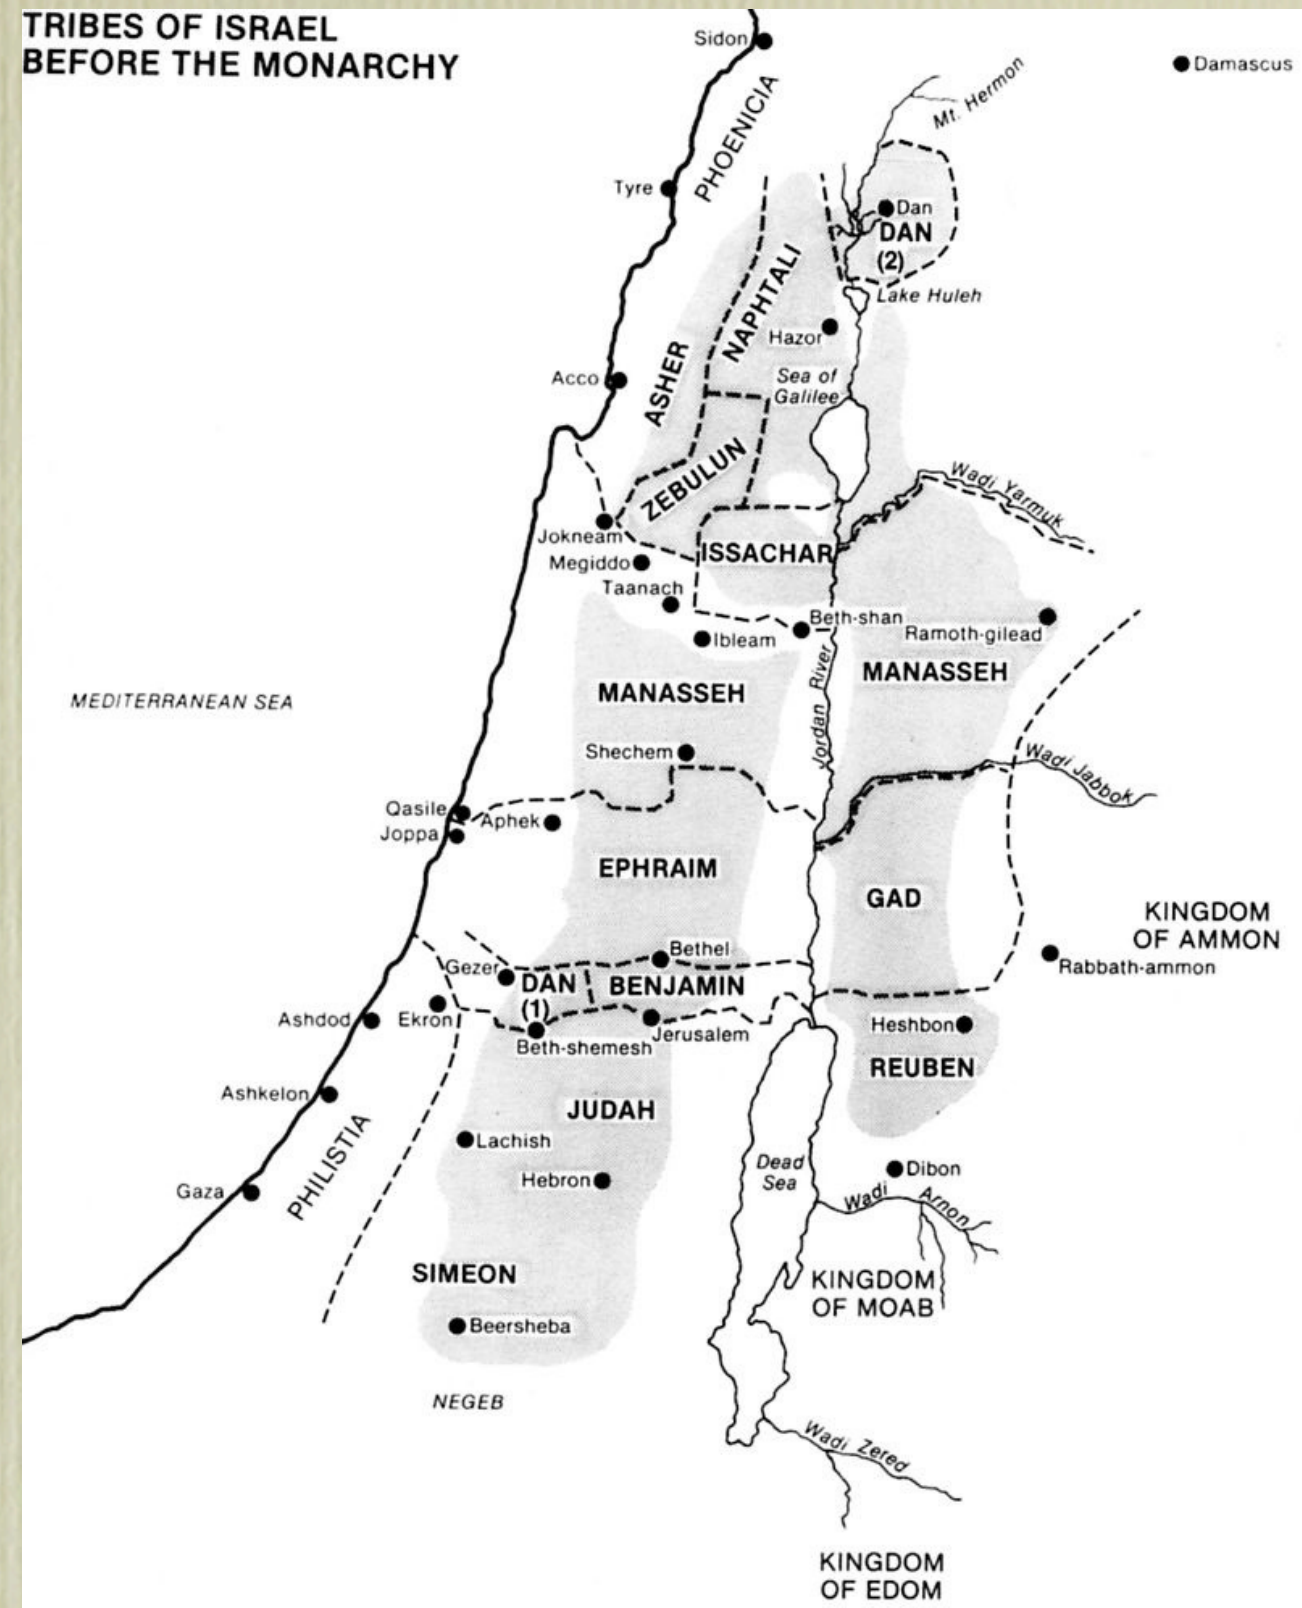 TRIBES OF ISRAEL
BEFORE THE MONARCHY
Sidon
Damascus
PHOENICIA
Mt. Hermon
Tyre
Dan
DAN
(2)
NAPHTALI
Lake Huleh
Hazor
ASHER
Acco
Sea of
Galilee
ZEBULUN
Wadi Yarmuk
Jokneam
ISSACHAR
Megiddo
Taanach
Beth-shan
Ramoth-gilead
Ibleam
MANASSEH
MANASSEH
Jordan River
MEDITERRANEAN SEA
Shechem
Wadi Jabbok
Qasile
Joppa
Aphek
EPHRAIM
GAD
KINGDOM
OF AMMON
Bethel
Rabbath-ammon
Gezer
DAN
(1)
BENJAMIN
Ashdod
Ekron
Heshbon
Jerusalem
Beth-shemesh
REUBEN
Ashkelon
JUDAH
PHILISTIA
Lachish
Dead
Sea
Dibon
Hebron
Gaza
Wadi Arnon
SIMEON
KINGDOM
OF MOAB
Beersheba
NEGEB
Wadi Zered
KINGDOM
OF EDOM